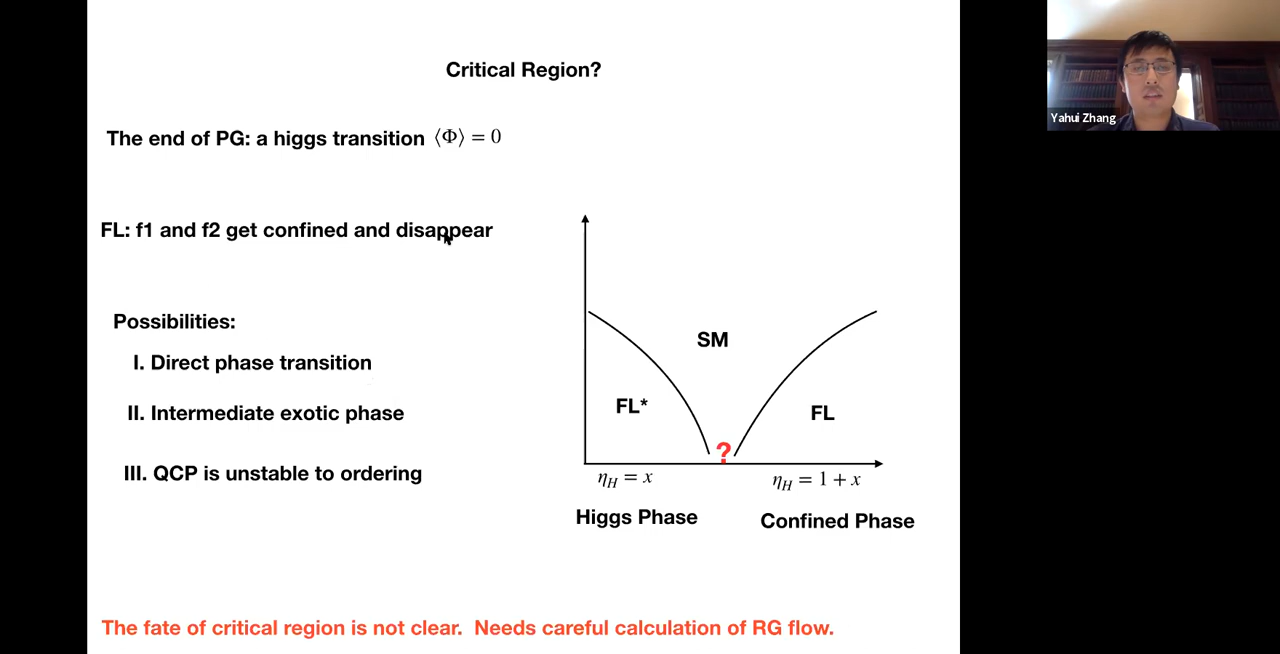 Critical Region?
Yahui Zhang
The end of PG: a higgs transition ⟨Φ⟩ = 0
FL: f1 and f2 get confined and disappear
Possibilities:
I. Direct phase transition
II. Intermediate exotic phase
III. QCP is unstable to ordering
SM
FL*
FL
?
η_H = x
η_H = 1 + x
Higgs Phase
Confined Phase
The fate of critical region is not clear. Needs careful calculation of RG flow.